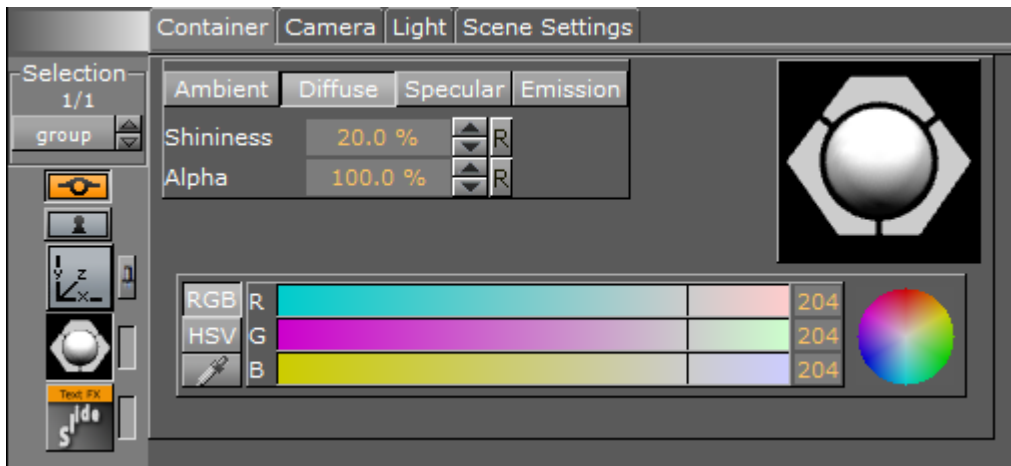 Container Camera Light Scene Settings
Selection
1/1
group
Ambient Diffuse Specular Emission
Shininess 20.0 % R
Alpha 100.0 % R
y z
x
RGB R 204
HSV G 204
B 204
Text FX
Slide